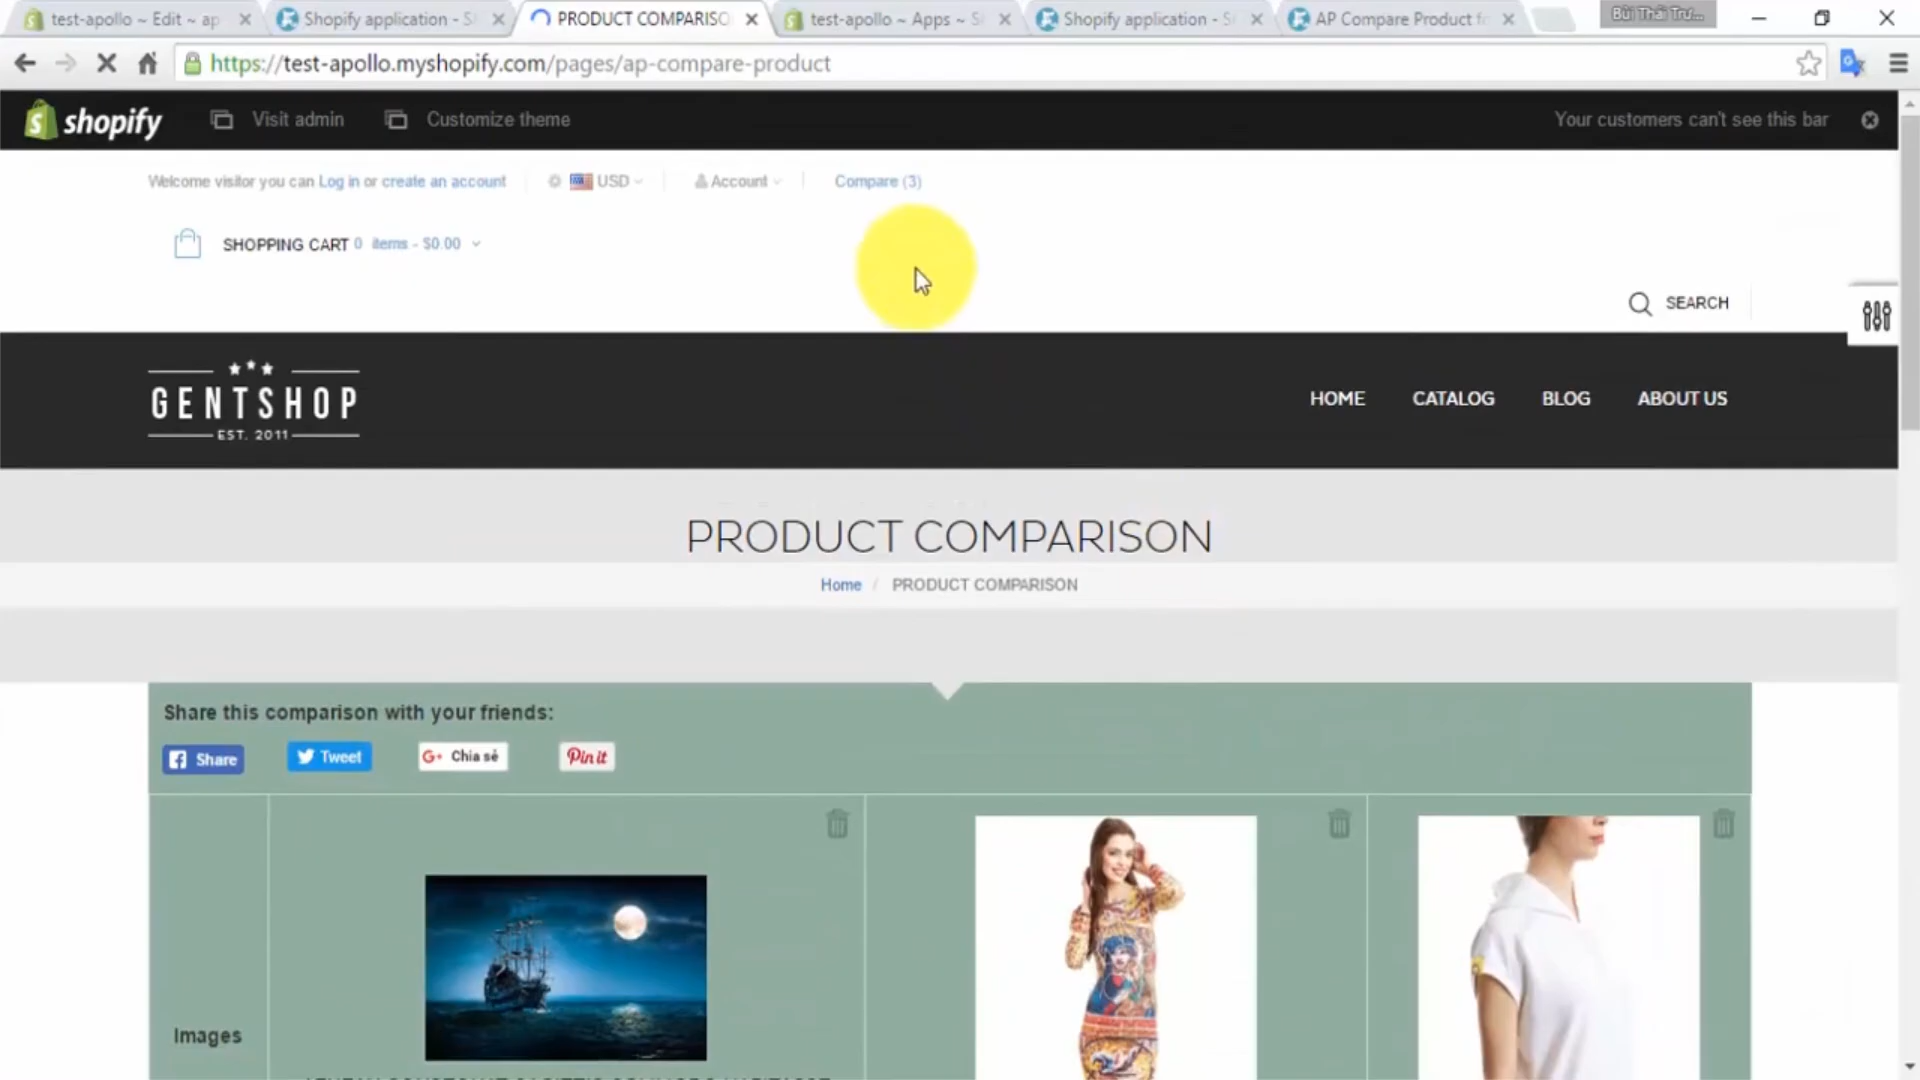 test-apollo ~ Edit ~ ap
Shopify application - S
PRODUCT COMPARISO
test-apollo ~ Apps ~ S
Shopify application - S
AP Compare Product fo
Bùi Thái Trư...
https://test-apollo.myshopify.com/pages/ap-compare-product
shopify
Visit admin
Customize theme
Your customers can't see this bar
Welcome visitor you can Log in or create an account
USD
Account
Compare (3)
SHOPPING CART 0 items - $0.00
SEARCH
GENTSHOP
EST. 2011
HOME
CATALOG
BLOG
ABOUT US
PRODUCT COMPARISON
Home / PRODUCT COMPARISON
Share this comparison with your friends:
Share
Tweet
G+ Chia sẻ
Pin it
Images